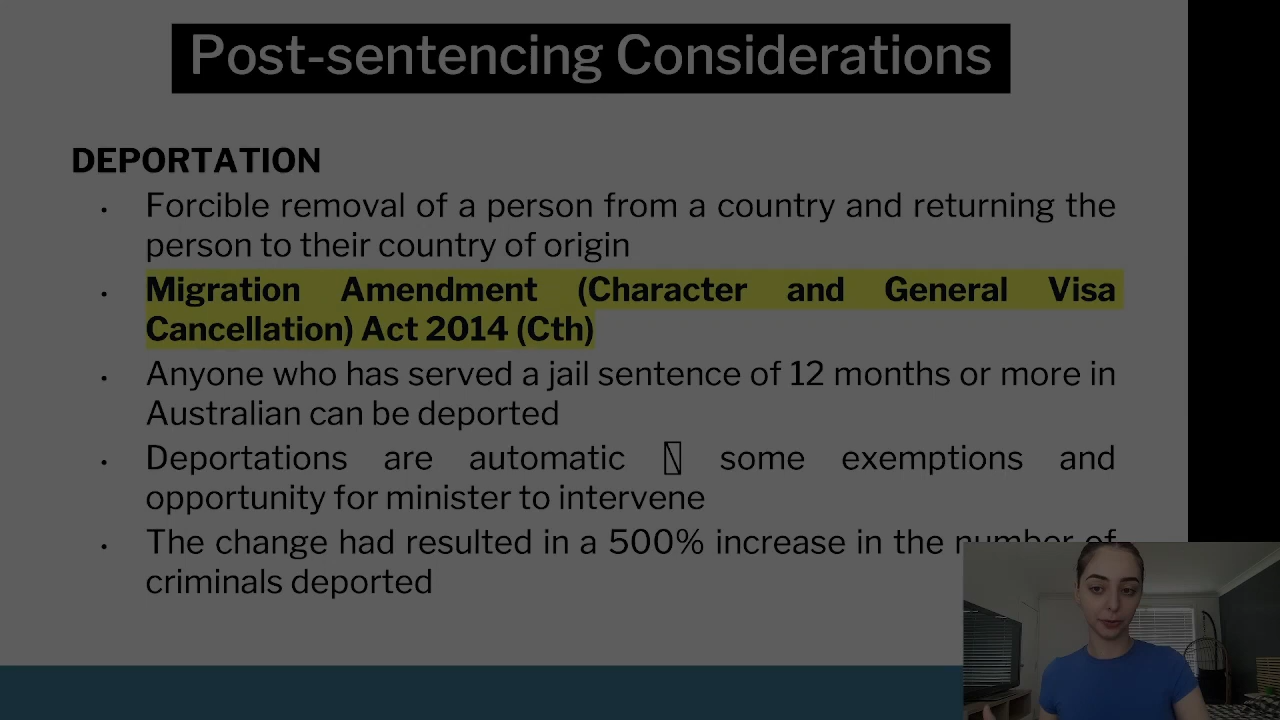 Post-sentencing Considerations
DEPORTATION
• Forcible removal of a person from a country and returning the
person to their country of origin
• Migration Amendment (Character and General Visa
Cancellation) Act 2014 (Cth)
• Anyone who has served a jail sentence of 12 months or more in
Australian can be deported
• Deportations are automatic some exemptions and
opportunity for minister to intervene
• The change had resulted in a 500% increase in the number of
criminals deported